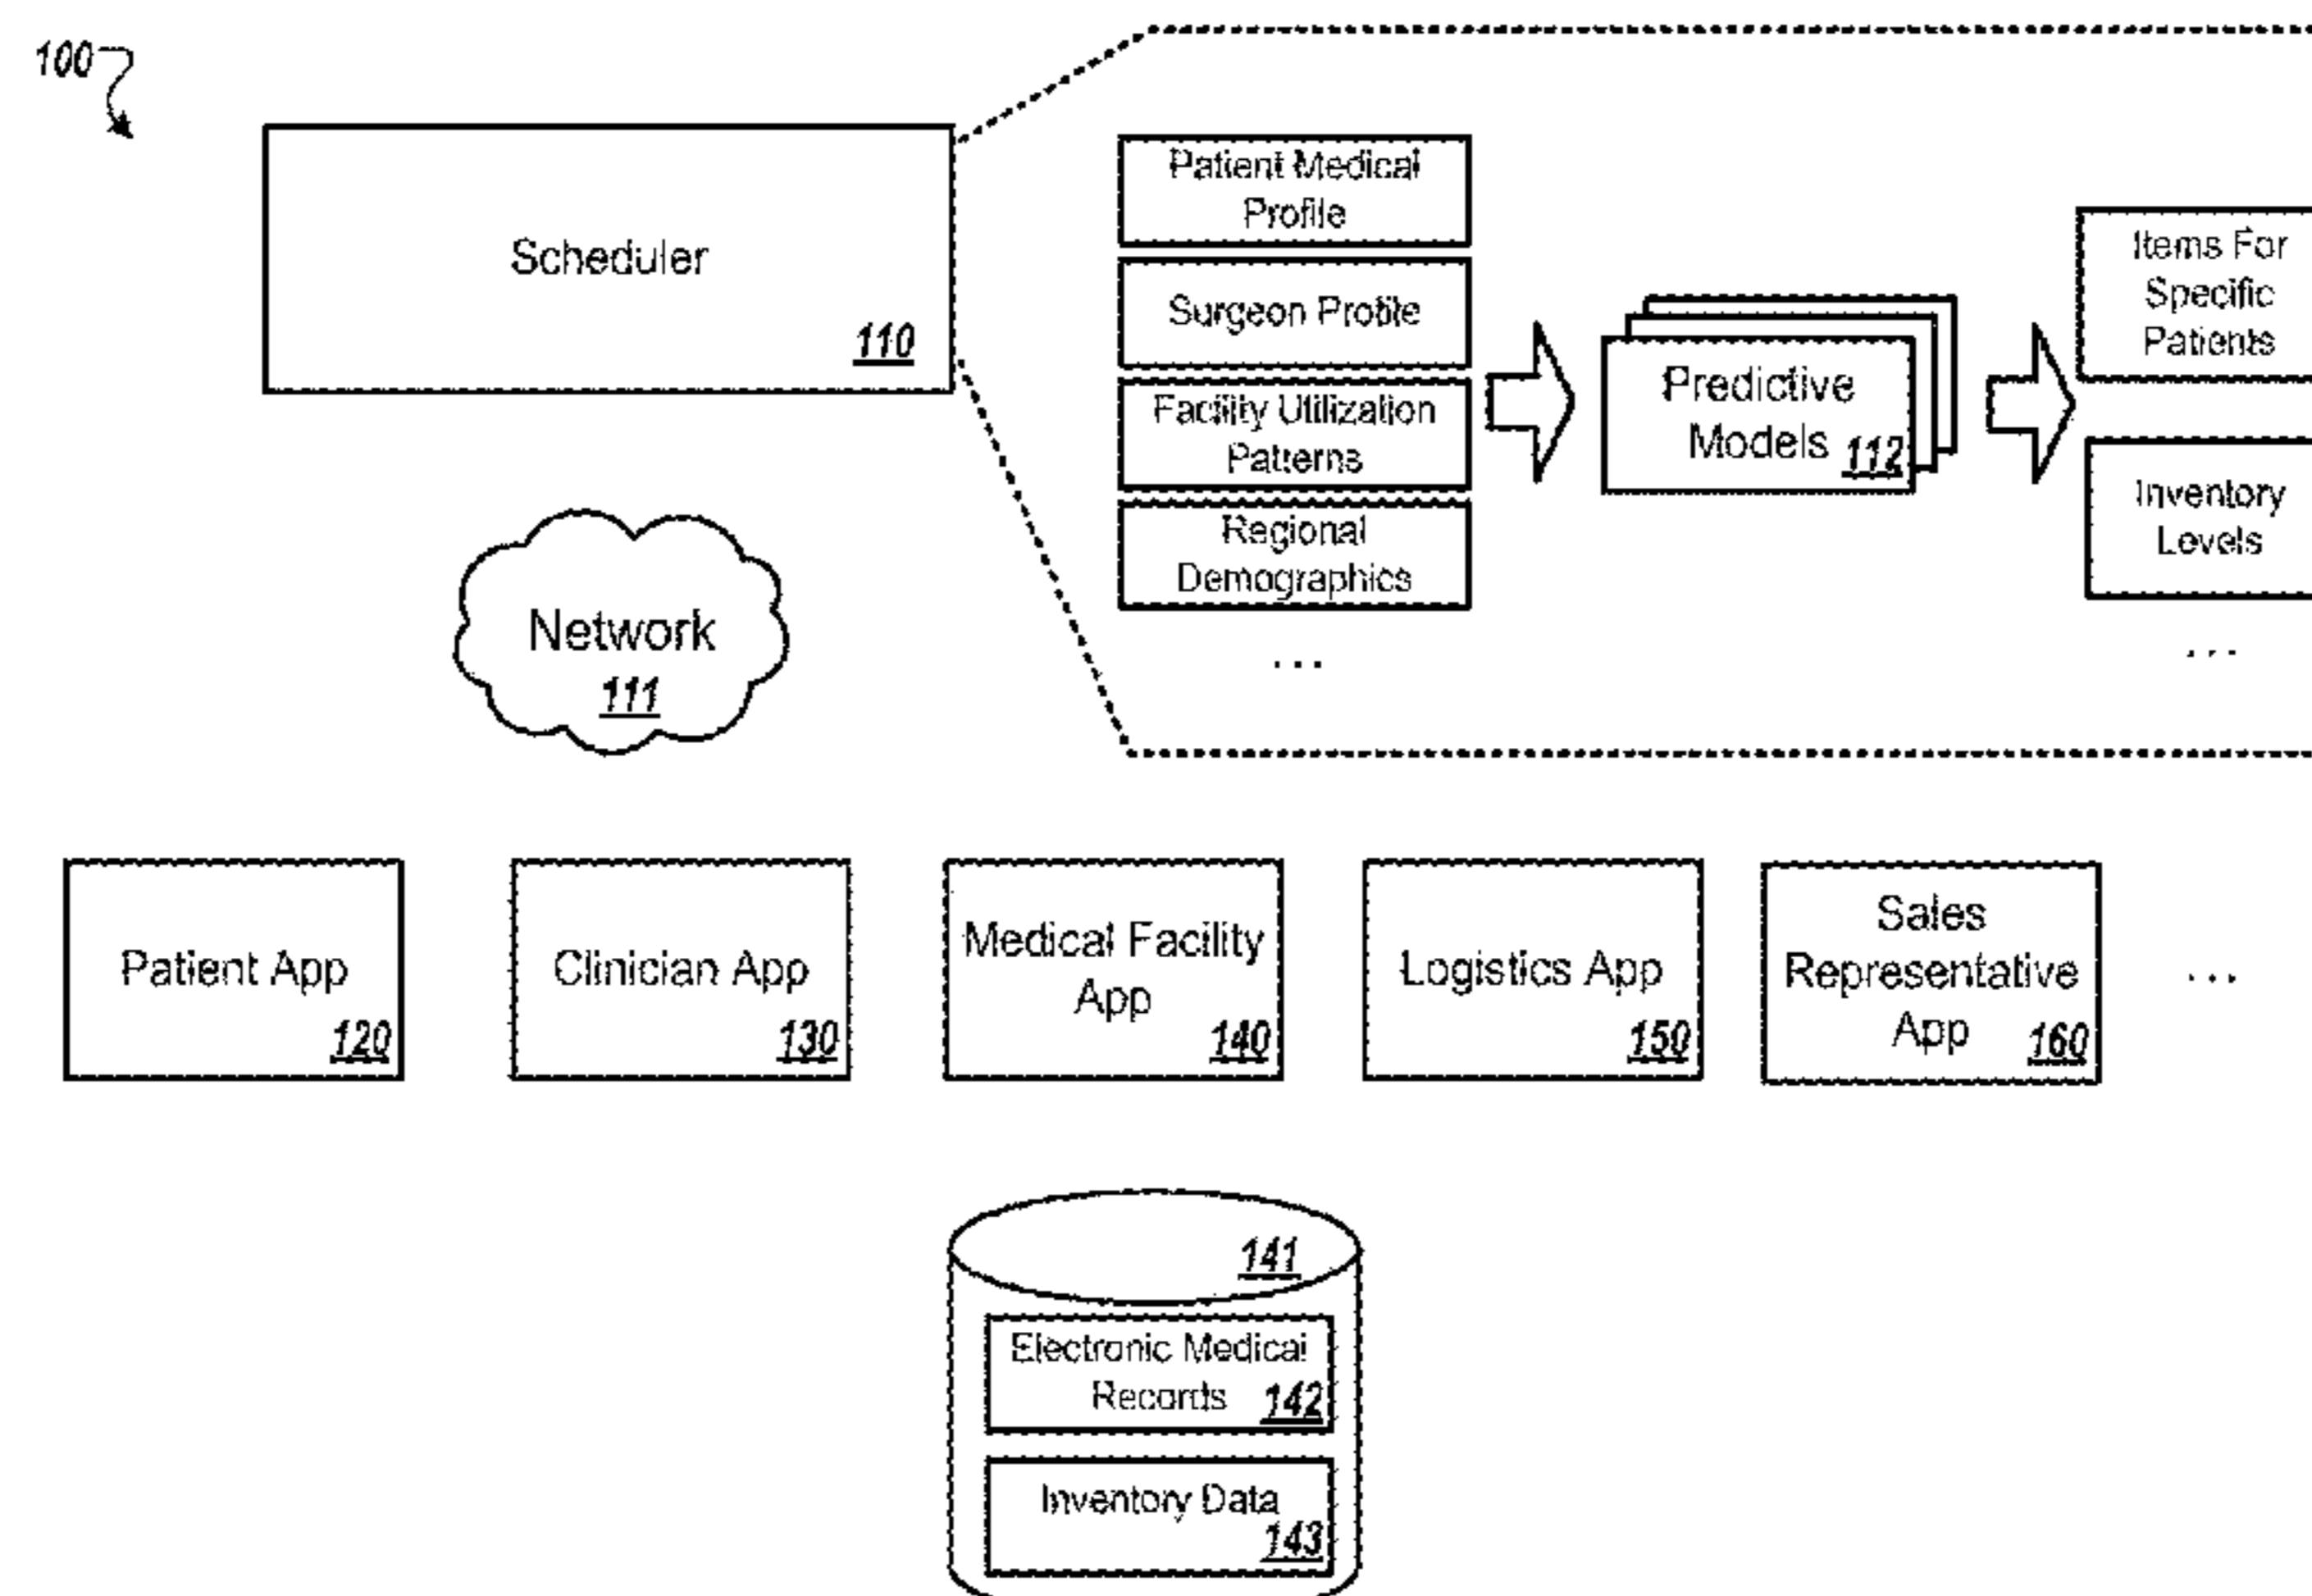 100
Scheduler
110
Patient Medical
Profile
Surgeon Profile
Facility Utilization
Patterns
Regional
Demographics
...
Predictive
Models 112
Items For
Specific
Patients
Inventory
Levels
...
Network
111
Patient App
120
Clinician App
130
Medical Facility
App
140
Logistics App
150
Sales
Representative
App 160
...
141
Electronic Medical
Records 142
Inventory Data
143